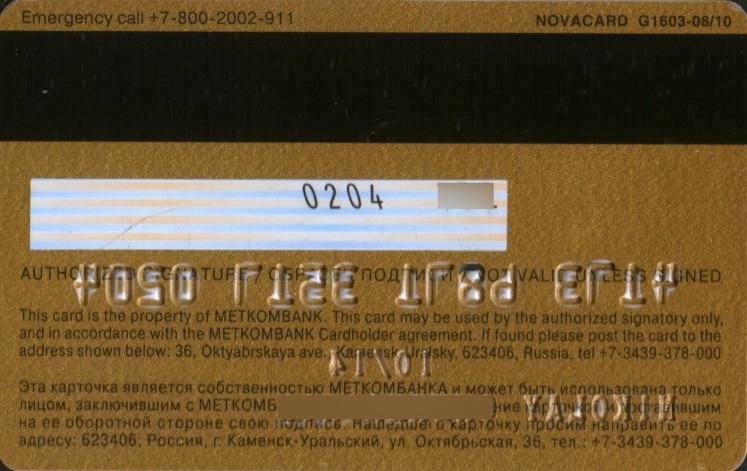 Emergency call +7-800-2002-911
NOVACARD G1603-08/10
0204
AUTHORIZED SIGNATURE / ОБРАЗЕЦ ПОДПИСИ NOT VALID UNLESS SIGNED
This card is the property of METKOMBANK. This card may be used by the authorized signatory only,
and in accordance with the METKOMBANK Cardholder agreement. If found please post the card to the
address shown below: 36, Oktyabrskaya ave., Kamensk-Uralsky, 623406, Russia, tel +7-3439-378-000
10/14
Эта карточка является собственностью МЕТКОМБАНКА и может быть использована только
лицом, заключившим с МЕТКОМБ
NIKOLAY
на ее оборотной стороне свою подпись. Нашедшего карточку просим направить ее по
адресу: 623406, Россия, г. Каменск-Уральский, ул. Октябрьская, 36, тел.: +7-3439-378-000